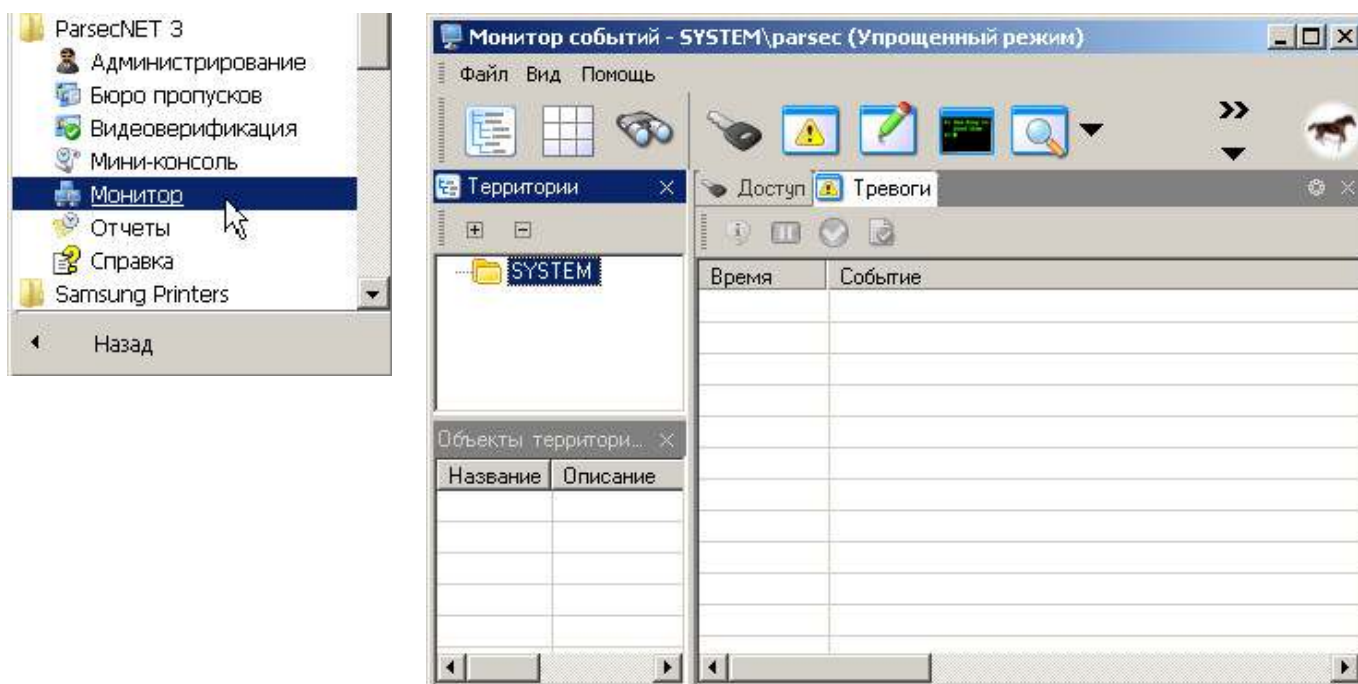 ParsecNET 3
Администрирование
Бюро пропусков
Видеоверификация
Мини-консоль
Монитор
Отчеты
Справка
Samsung Printers
Назад
Монитор событий - SYSTEM\parsec (Упрощенный режим)
Файл Вид Помощь
Территории
Доступ Тревоги
SYSTEM
Время Событие
Объекты территори...
Название Описание